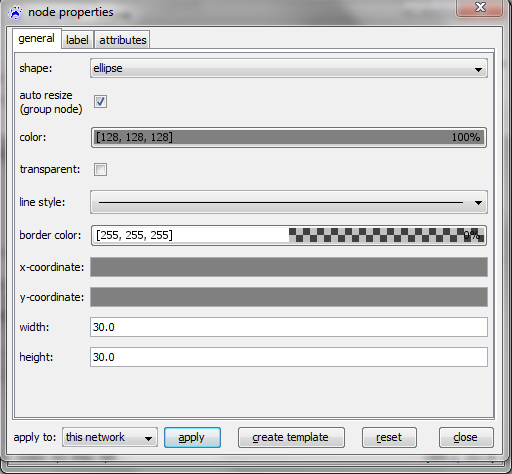 node properties
general label attributes
shape: ellipse
auto resize
(group node)
color: [128, 128, 128] 100%
transparent:
line style:
border color: [255, 255, 255] 0%
x-coordinate:
y-coordinate:
width: 30.0
height: 30.0
apply to: this network apply create template reset close